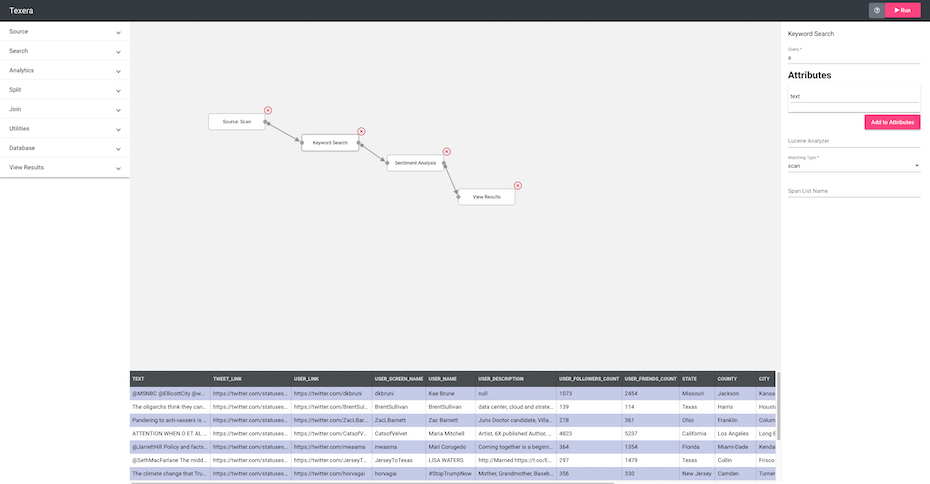 Texera
Run
Source
Search
Analytics
Split
Join
Utilities
Database
View Results
Source: Scan
Keyword Search
Sentiment Analysis
View Results
Keyword Search
Query *
a
Attributes
text
Add to Attributes
Lucene Analyzer
Matching Type *
scan
Span List Name
TEXT TWEET_LINK USER_LINK USER_SCREEN_NAME USER_NAME USER_DESCRIPTION USER_FOLLOWERS_COUNT USER_FRIENDS_COUNT STATE COUNTY CITY
@MSNBC @EllicottCity @w... https://twitter.com/statuses... https://twitter.com/dkbruni dkbruni Kae Brune null 1073 2454 Missouri Jackson Kansa
The oligarchs think they can... https://twitter.com/statuses... https://twitter.com/BrentSul... BrentSullivan BrentSullivan data center, cloud and strate... 139 114 Texas Harris Housto
Pandering to anti-vaxxers is ... https://twitter.com/statuses... https://twitter.com/ZacLBar... ZacLBarnett Zac Barnett Juris Doctor candidate, Villa... 278 361 Ohio Franklin Colum
ATTENTION WHEN O ET AL ... https://twitter.com/statuses... https://twitter.com/CatsofV... CatsofVelvet Maria Mitchell Artist, 6X published Author, ... 4823 5237 California Los Angeles Long E
@JarrettHill Policy and facts... https://twitter.com/statuses... https://twitter.com/meaama meaama Mari Corugedo Coming together is a beginn... 364 1354 Florida Miami-Dade Kenda
@SethMacFarlane The midd... https://twitter.com/statuses... https://twitter.com/JerseyT... JerseyToTexas LISA WATERS http://Married https://t.co/E... 297 1479 Texas Collin Frisco
The climate change that Tru... https://twitter.com/statuses... https://twitter.com/horvagai horvagai #StopTrumpNow Mother, Grandmother, Baseb... 356 330 New Jersey Camden Turner